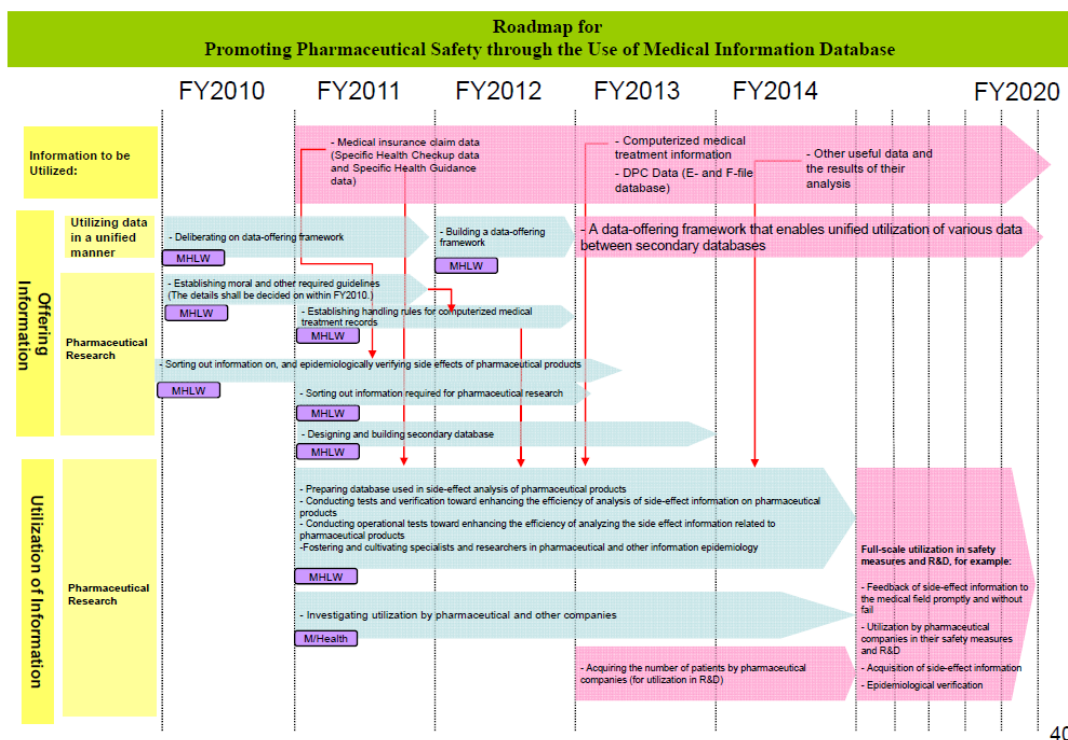 Roadmap for
Promoting Pharmaceutical Safety through the Use of Medical Information Database
FY2010 FY2011 FY2012 FY2013 FY2014 FY2020
Information to be
Utilized:
- Medical insurance claim data
(Specific Health Checkup data
and Specific Health Guidance
data)
- Computerized medical
treatment information
- DPC Data (E- and F-file
database)
- Other useful data and
the results of their
analysis
Offering
Information
Utilizing data
in a unified
manner
- Deliberating on data-offering framework
MHLW
- Building a data-offering
framework
MHLW
- A data-offering framework that enables unified utilization of various data
between secondary databases
Pharmaceutical
Research
- Establishing moral and other required guidelines
(The details shall be decided on within FY2010.)
MHLW
- Establishing handling rules for computerized medical
treatment records
MHLW
- Sorting out information on, and epidemiologically verifying side effects of pharmaceutical products
MHLW
- Sorting out information required for pharmaceutical research
MHLW
- Designing and building secondary database
MHLW
Utilization of Information
Pharmaceutical
Research
- Preparing database used in side-effect analysis of pharmaceutical products
- Conducting tests and verification toward enhancing the efficiency of analysis of side-effect information on pharmaceutical
products
- Conducting operational tests toward enhancing the efficiency of analyzing the side effect information related to
pharmaceutical products
-Fostering and cultivating specialists and researchers in pharmaceutical and other information epidemiology
MHLW
- Investigating utilization by pharmaceutical and other companies
M/Health
- Acquiring the number of patients by pharmaceutical
companies (for utilization in R&D)
Full-scale utilization in safety
measures and R&D, for example:
- Feedback of side-effect information to
the medical field promptly and without
fail
- Utilization by pharmaceutical
companies in their safety measures
and R&D
- Acquisition of side-effect information
- Epidemiological verification
40